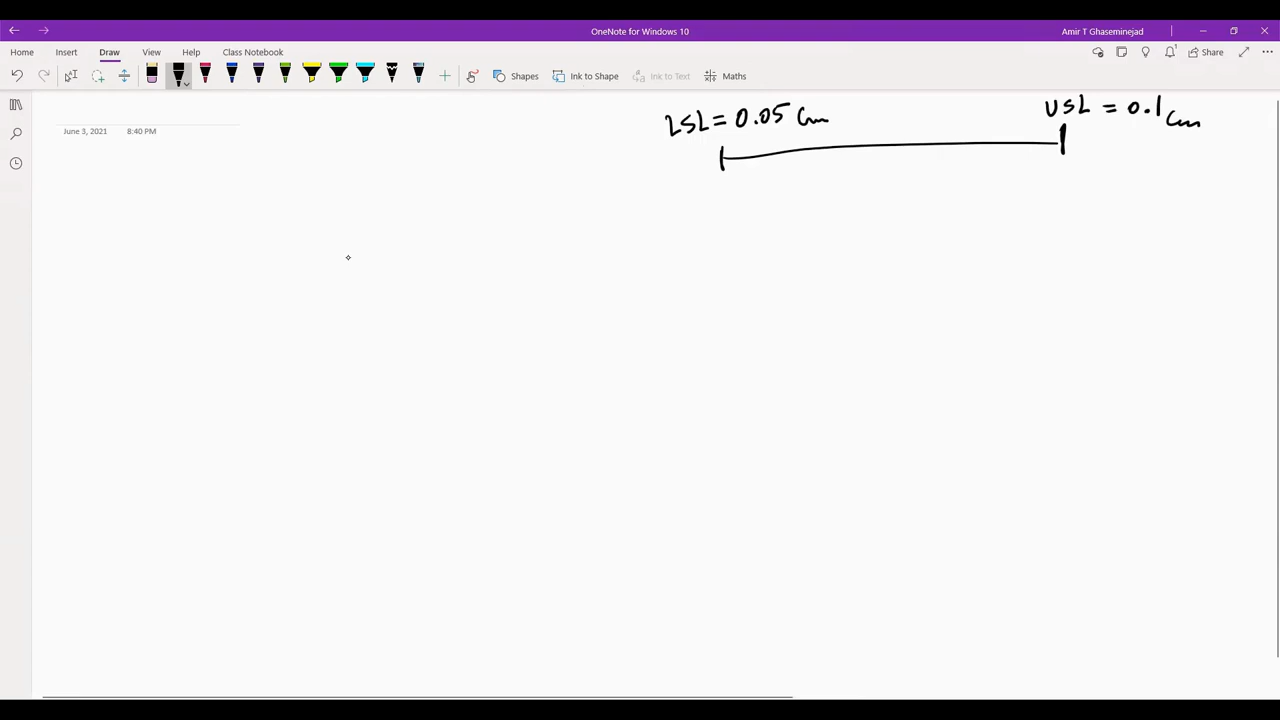 OneNote for Windows 10
Amir T Ghaseminejad
Home Insert Draw View Help Class Notebook
Share
Shapes Ink to Shape Ink to Text Maths
LSL = 0.05 cm
USL = 0.1 cm
June 3, 2021 8:40 PM